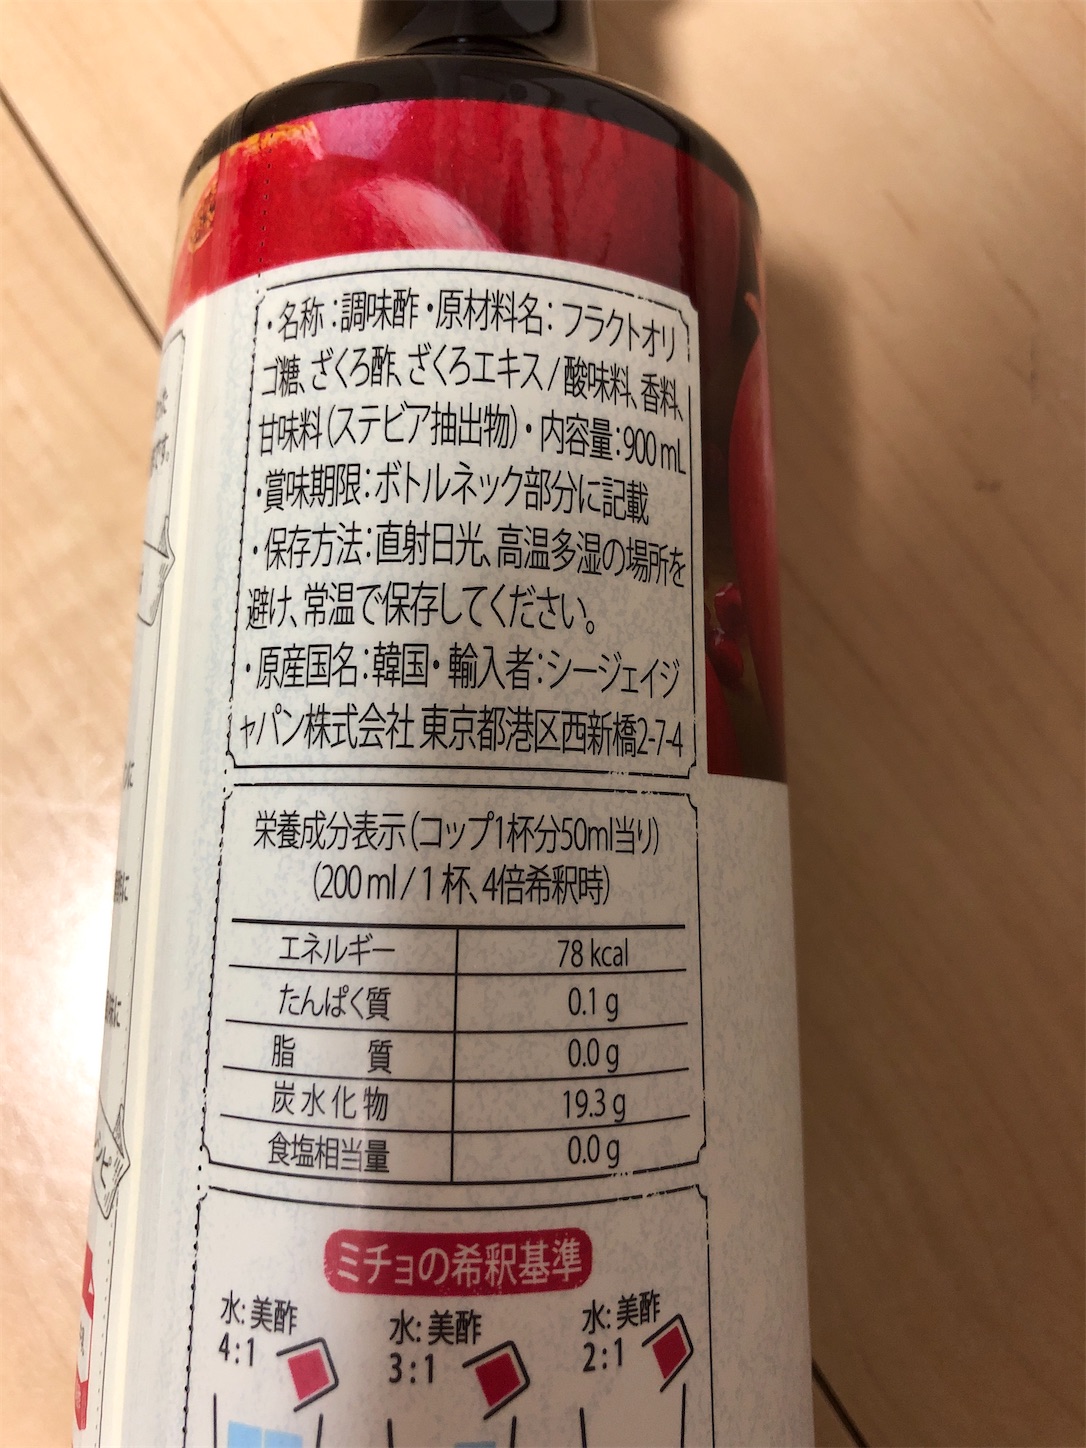 ・名称:調味酢・原材料名:フラクトオリ
ゴ糖、ざくろ酢、ざくろエキス/酸味料、香料、
甘味料(ステビア抽出物)・内容量:900mL
・賞味期限:ボトルネック部分に記載
・保存方法:直射日光、高温多湿の場所を
避け、常温で保存してください。
・原産国名:韓国・輸入者:シージェイジ
ャパン株式会社 東京都港区西新橋2-7-4
栄養成分表示(コップ1杯分50ml当り)
(200ml/1杯、4倍希釈時)
エネルギー 78 kcal
たんぱく質 0.1 g
脂質 0.0 g
炭水化物 19.3 g
食塩相当量 0.0 g
ミチョの希釈基準
水:美酢 4:1
水:美酢 3:1
水:美酢 2:1